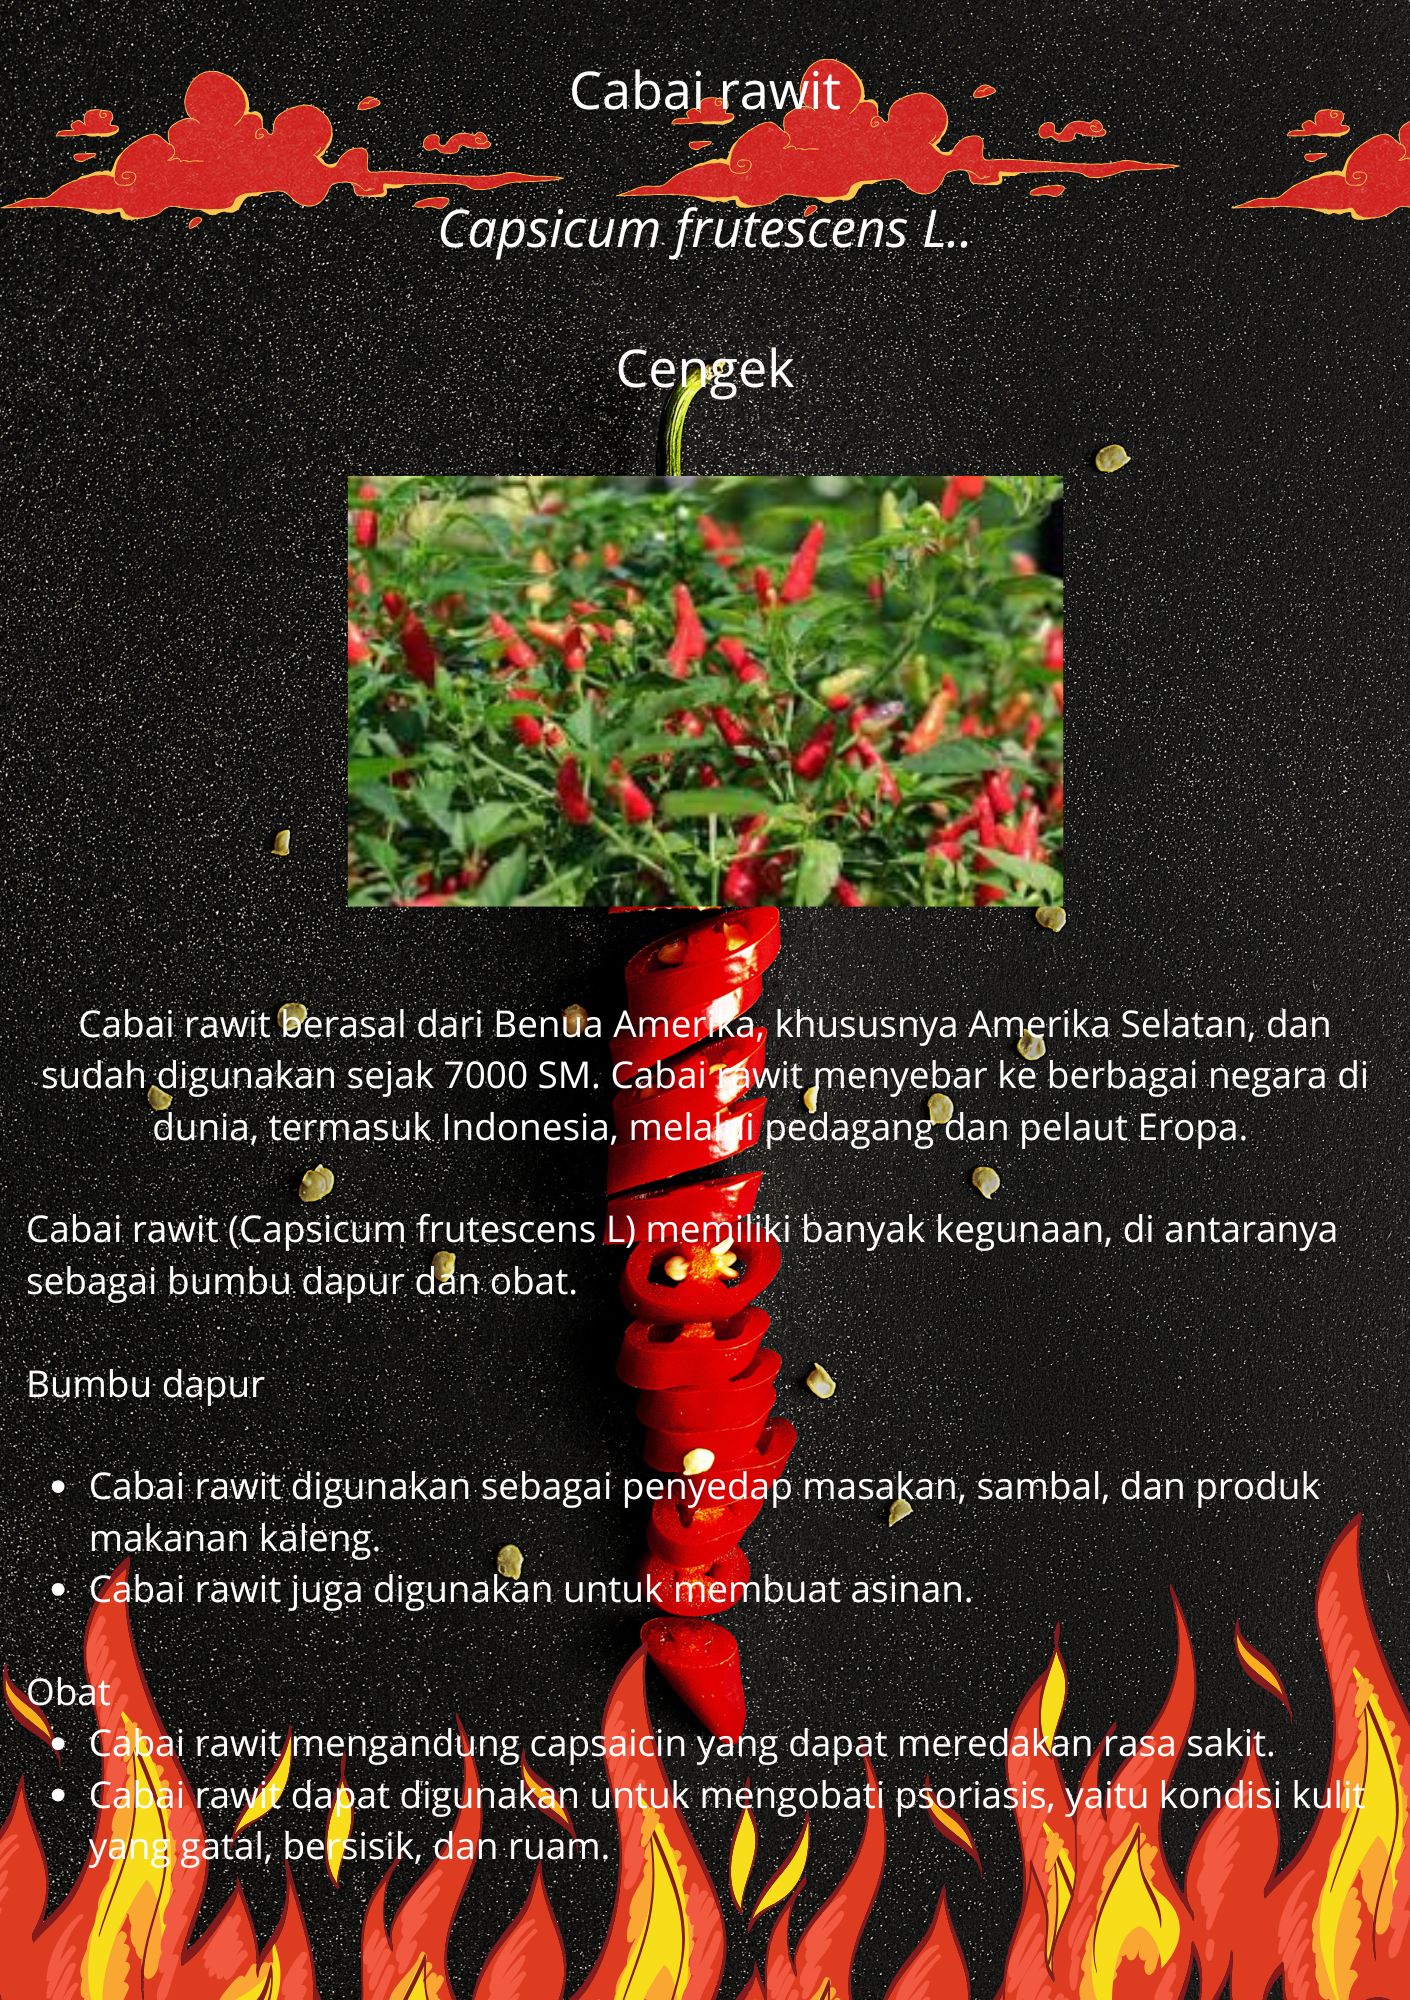 Cabai rawit
Capsicum frutescens L..
Cengek
Cabai rawit berasal dari Benua Amerika, khususnya Amerika Selatan, dan
sudah digunakan sejak 7000 SM. Cabai rawit menyebar ke berbagai negara di
dunia, termasuk Indonesia, melalui pedagang dan pelaut Eropa.
Cabai rawit (Capsicum frutescens L) memiliki banyak kegunaan, di antaranya
sebagai bumbu dapur dan obat.
Bumbu dapur
• Cabai rawit digunakan sebagai penyedap masakan, sambal, dan produk
makanan kaleng.
• Cabai rawit juga digunakan untuk membuat asinan.
Obat
• Cabai rawit mengandung capsaicin yang dapat meredakan rasa sakit.
• Cabai rawit dapat digunakan untuk mengobati psoriasis, yaitu kondisi kulit
yang gatal, bersisik, dan ruam.